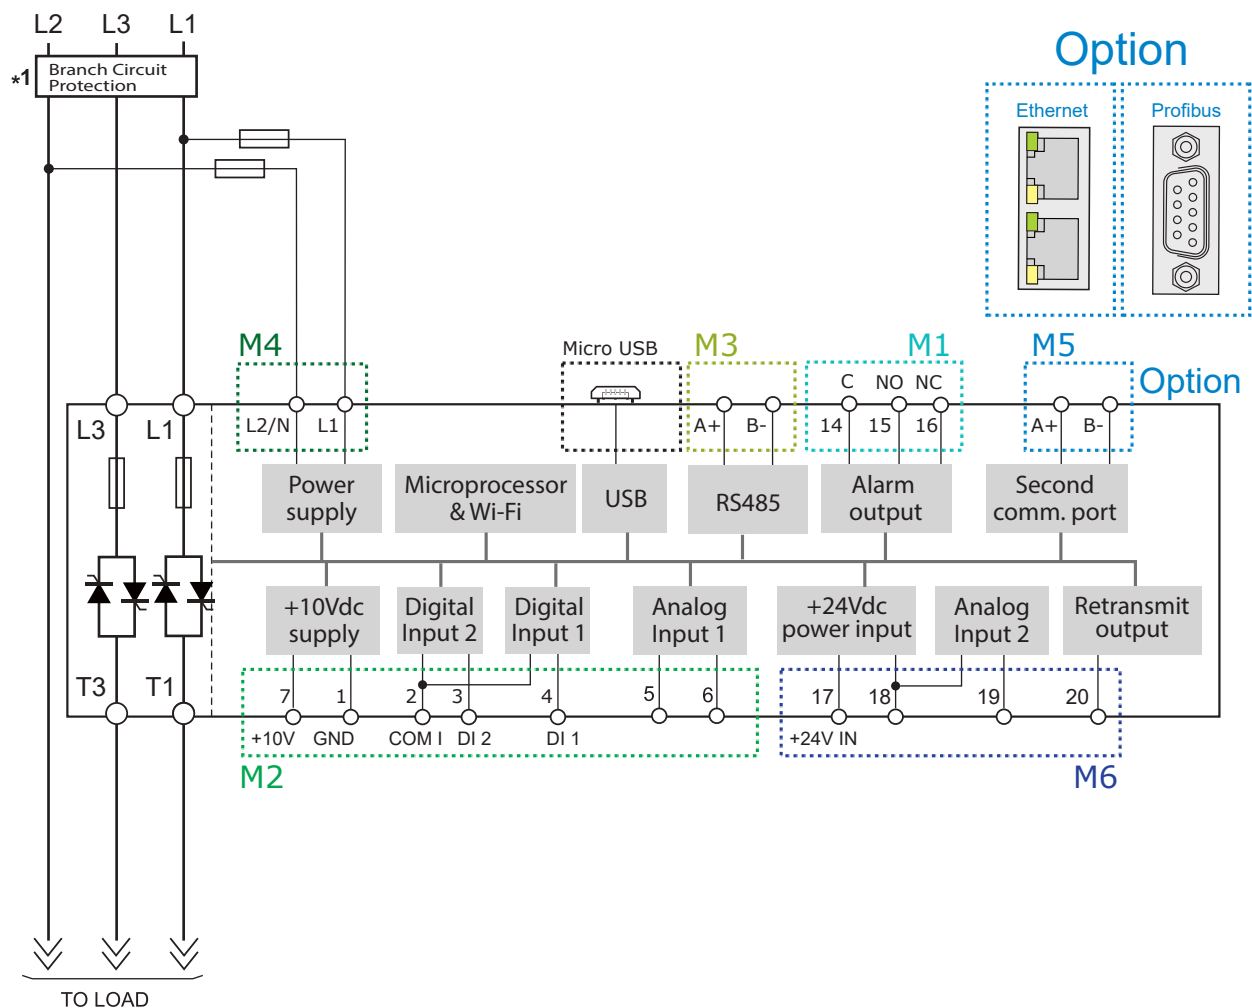 L2 L3 L1
*1 Branch Circuit
Protection
Option
Ethernet Profibus
M4
Micro USB
M3
M1
M5
Option
C NO NC
L3 L1
L2/N L1
A+ B-
14 15 16
A+ B-
Power
supply
Microprocessor
& Wi-Fi
USB
RS485
Alarm
output
Second
comm. port
+10Vdc
supply
Digital
Input 2
Digital
Input 1
Analog
Input 1
+24Vdc
power input
Analog
Input 2
Retransmit
output
T3 T1
7 1 2 3 4 5 6
17 18 19 20
+10V GND COM I DI 2 DI 1
+24V IN
M2
M6
TO LOAD